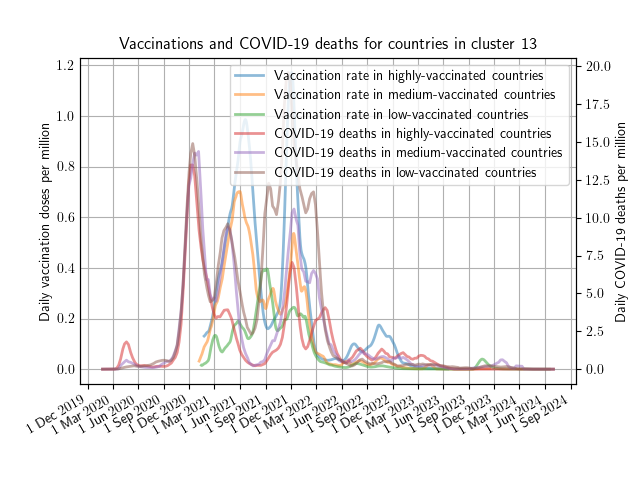 Vaccinations and COVID-19 deaths for countries in cluster 13
Daily vaccination doses per million
1.2
1.0
0.8
0.6
0.4
0.2
0.0
Vaccination rate in highly-vaccinated countries
Vaccination rate in medium-vaccinated countries
Vaccination rate in low-vaccinated countries
COVID-19 deaths in highly-vaccinated countries
COVID-19 deaths in medium-vaccinated countries
COVID-19 deaths in low-vaccinated countries
20.0
17.5
15.0
12.5
10.0
7.5
5.0
2.5
0.0
Daily COVID-19 deaths per million
1 Dec 2019
1 Mar 2020
1 Jun 2020
1 Sep 2020
1 Dec 2020
1 Mar 2021
1 Jun 2021
1 Sep 2021
1 Dec 2021
1 Mar 2022
1 Jun 2022
1 Sep 2022
1 Dec 2022
1 Mar 2023
1 Jun 2023
1 Sep 2023
1 Dec 2023
1 Mar 2024
1 Jun 2024
1 Sep 2024